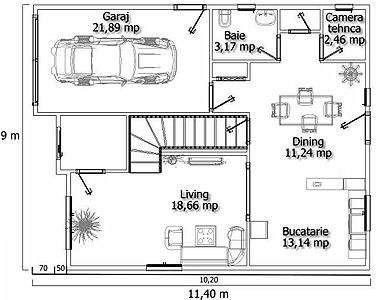 Garaj
21,89 mp
Baie
3,17 mp
Camera
tehnca
2,46 mp
9 m
Dining
11,24 mp
Living
18,66 mp
Bucatarie
13,14 mp
70
50
10,20
11,40 m